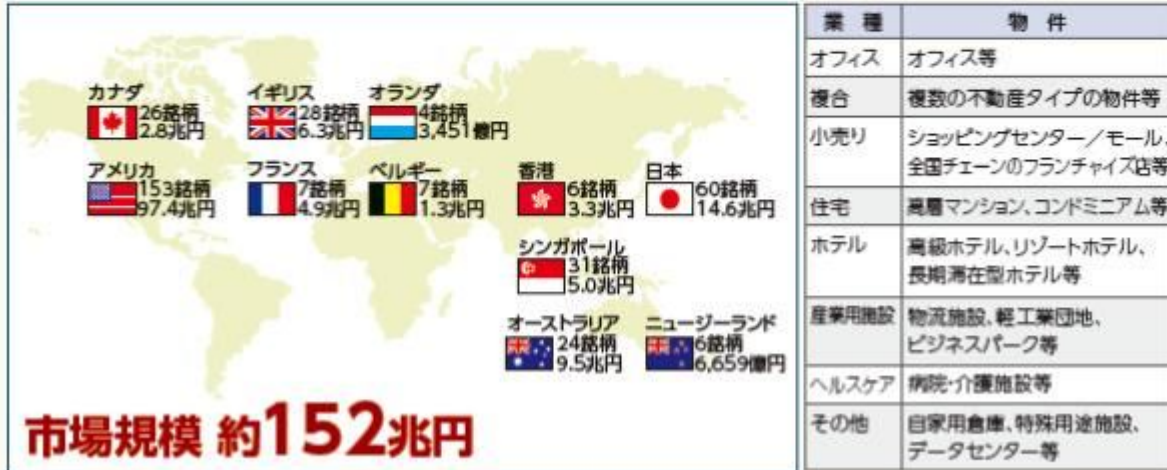 カナダ
26銘柄
2.8兆円
イギリス
28銘柄
6.3兆円
オランダ
4銘柄
3,451億円
アメリカ
153銘柄
97.4兆円
フランス
7銘柄
4.9兆円
ベルギー
7銘柄
1.3兆円
香港
6銘柄
3.3兆円
日本
60銘柄
14.6兆円
シンガポール
31銘柄
5.0兆円
オーストラリア
24銘柄
9.5兆円
ニュージーランド
6銘柄
6,659億円
市場規模 約152兆円
業種 物件
オフィス オフィス等
複合 複数の不動産タイプの物件等
小売り ショッピングセンター／モール、
全国チェーンのフランチャイズ店等
住宅 高層マンション、コンドミニアム等
ホテル 高級ホテル、リゾートホテル、
長期滞在型ホテル等
産業用施設 物流施設、軽工業団地、
ビジネスパーク等
ヘルスケア 病院・介護施設等
その他 自家用倉庫、特殊用途施設、
データセンター等